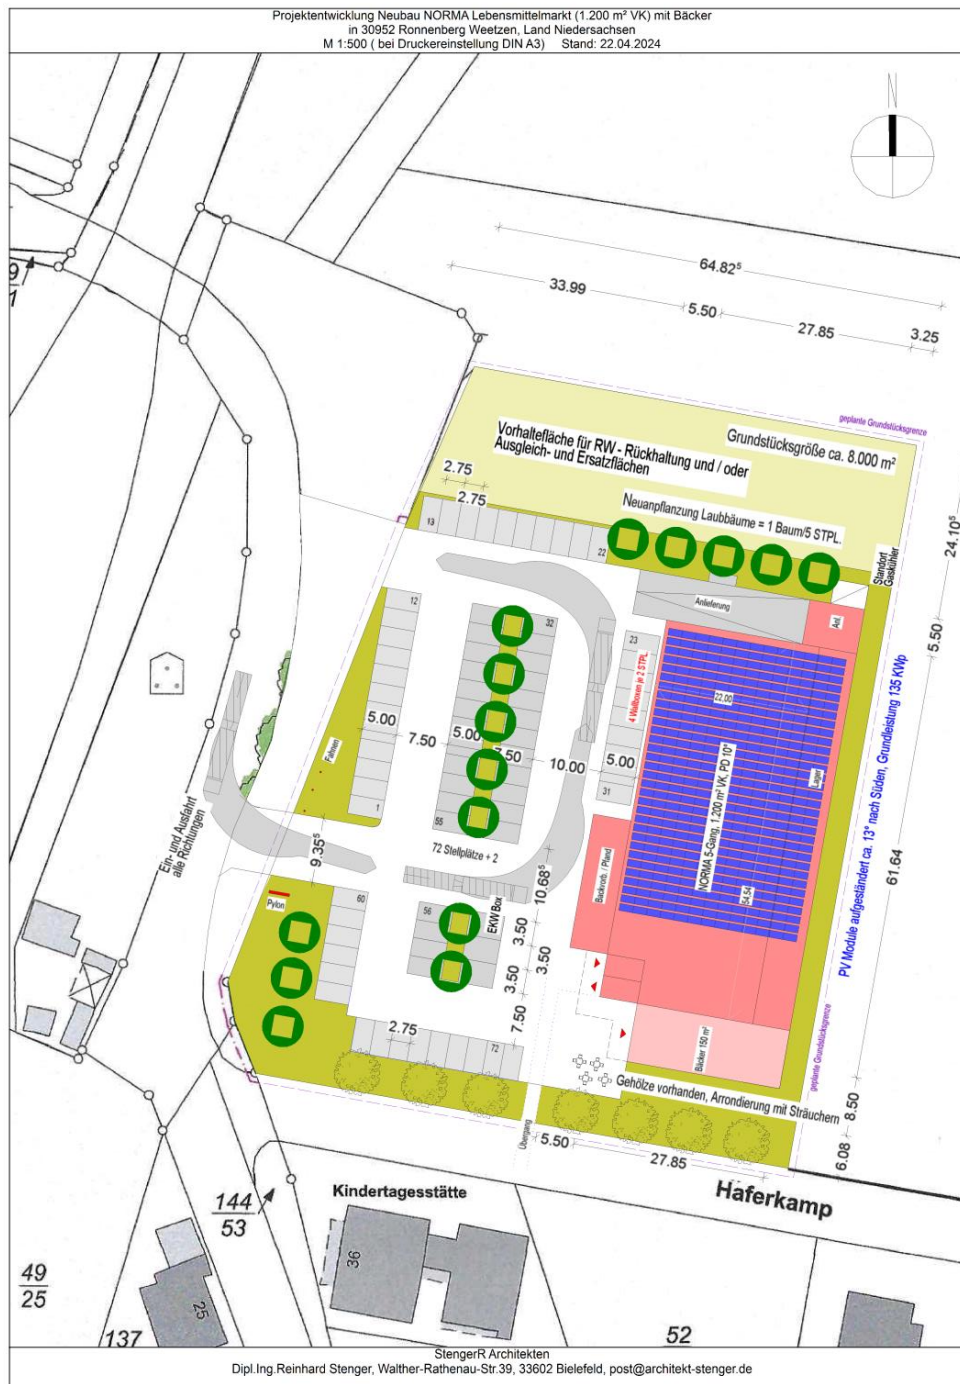 Projektentwicklung Neubau NORMA Lebensmittelmarkt (1.200 m² VK) mit Bäcker
in 30952 Ronnenberg Weetzen, Land Niedersachsen
M 1:500 ( bei Druckereinstellung DIN A3) Stand: 22.04.2024
N
9
1
64.82⁵
33.99
5.50
27.85
3.25
geplante Grundstücksgrenze
Vorhaltefläche für RW - Rückhaltung und / oder
Ausgleich- und Ersatzflächen
Grundstücksgröße ca. 8.000 m²
2.75
2.75
Neuanpflanzung Laubbäume = 1 Baum/5 STPL.
13
22
24.10⁵
Standort
Gaskühler
Anlieferung
Anl.
12
32
23
5.50
4 Wallboxen je 2 STPL.
22.00
5.00
7.50
5.00
7.50
10.00
5.00
Fahnen
Lager
NORMA 5-Gang, 1.200 m² VK, PD 10°
PV Module aufgeständert ca. 13° nach Süden, Grundleistung 135 KWp
1
55
31
Ein- und Ausfahrt
alle Richtungen
9.35⁵
72 Stellplätze + 2
10.68⁵
Backvorb. / Pfand
54.54
61.64
Pylon
60
56
EKW Box
3.50
3.50
3.50
7.50
2.75
72
Bäcker 150 m²
geplante Grundstücksgrenze
Gehölze vorhanden, Arrondierung mit Sträuchern
8.50
6.08
Übergang
5.50
27.85
Haferkamp
144
53
Kindertagesstätte
36
49
25
25
137
52
StengerR Architekten
Dipl.Ing.Reinhard Stenger, Walther-Rathenau-Str.39, 33602 Bielefeld, post@architekt-stenger.de